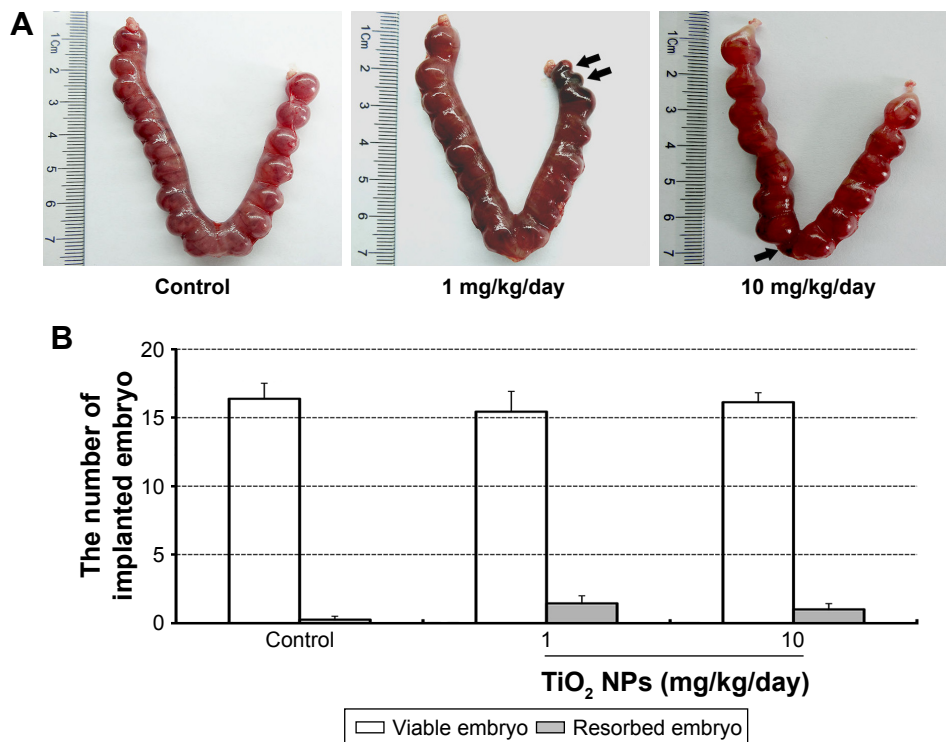 A
1Cm
2
3
4
5
6
7
1Cm
2
3
4
5
6
7
1Cm
2
3
4
5
6
7
Control
1 mg/kg/day
10 mg/kg/day
B
The number of
implanted embryo
20
15
10
5
0
Control
1
10
TiO₂ NPs (mg/kg/day)
Viable embryo
Resorbed embryo